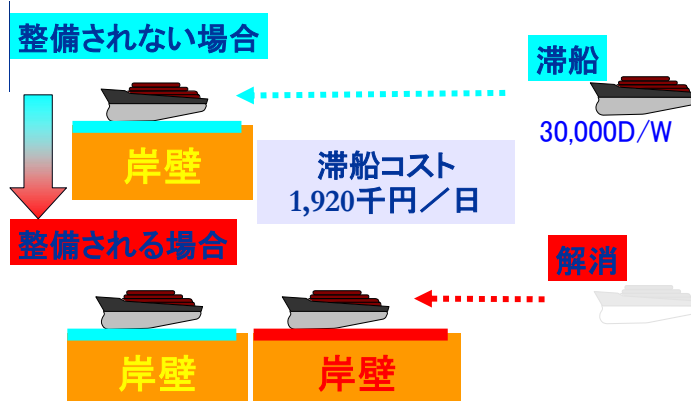 整備されない場合
滞船
30,000D/W
岸壁
滞船コスト
1,920千円／日
整備される場合
解消
岸壁
岸壁